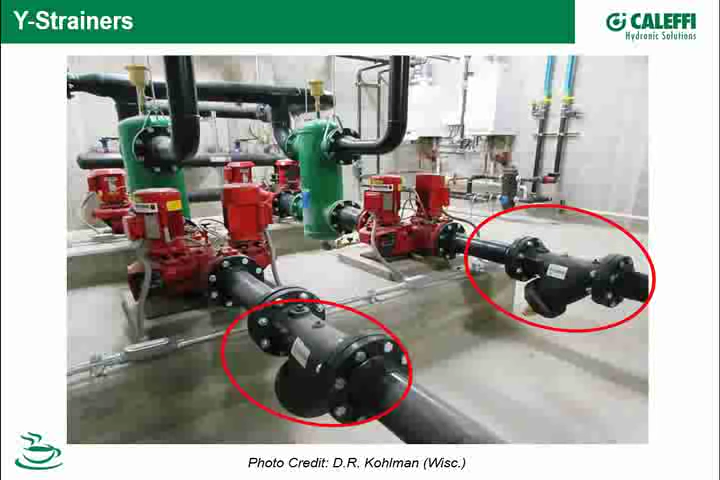 Y-Strainers
CALEFFI
Hydronic Solutions
Photo Credit: D.R. Kohlman (Wisc.)